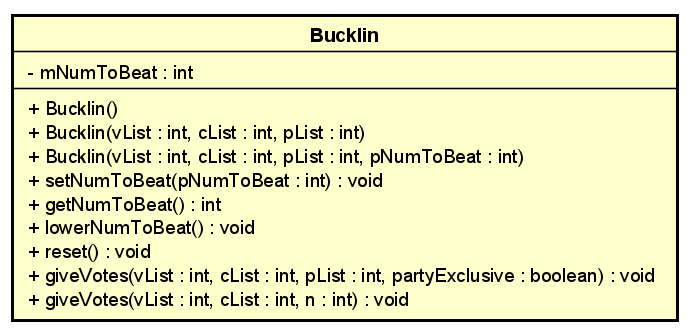 Bucklin
- mNumToBeat : int
+ Bucklin()
+ Bucklin(vList : int, cList : int, pList : int)
+ Bucklin(vList : int, cList : int, pList : int, pNumToBeat : int)
+ setNumToBeat(pNumToBeat : int) : void
+ getNumToBeat() : int
+ lowerNumToBeat() : void
+ reset() : void
+ giveVotes(vList : int, cList : int, pList : int, partyExclusive : boolean) : void
+ giveVotes(vList : int, cList : int, n : int) : void